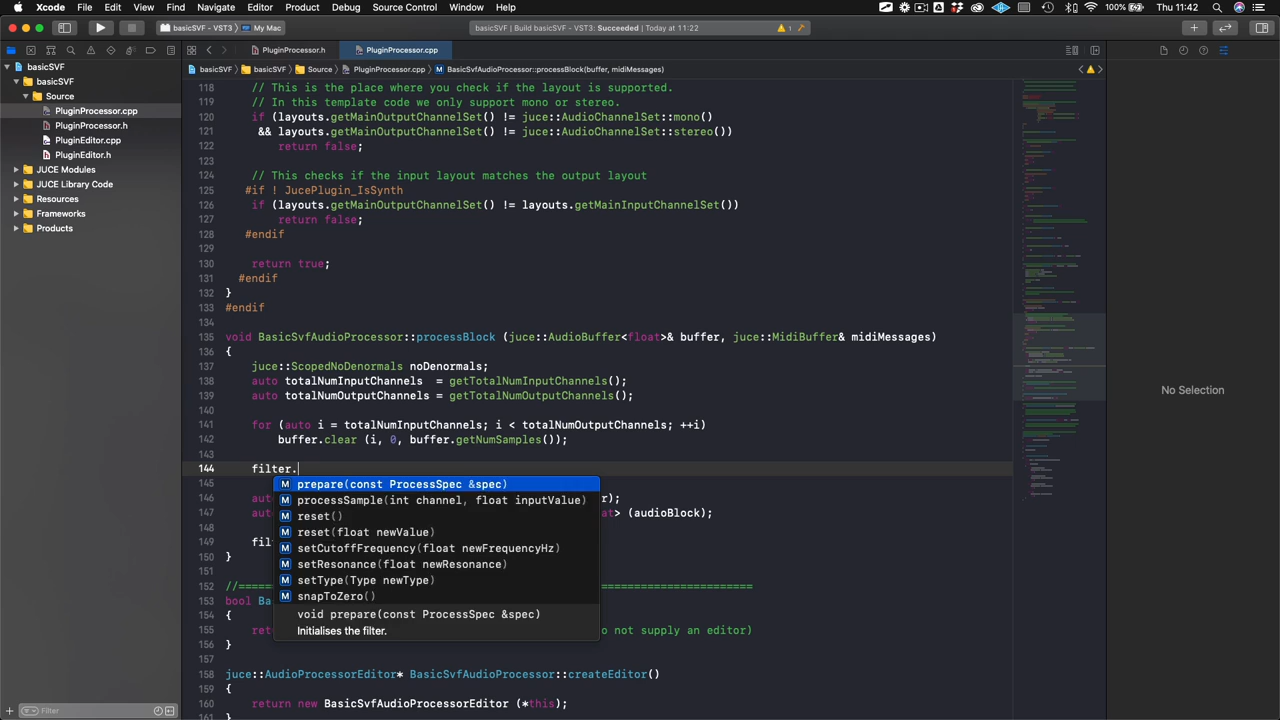 Xcode File Edit View Find Navigate Editor Product Debug Source Control Window Help 100% Thu 11:42
basicSVF - VST3 My Mac basicSVF | Build basicSVF - VST3: Succeeded | Today at 11:22 1
PluginProcessor.h PluginProcessor.cpp
basicSVF basicSVF Source PluginProcessor.cpp BasicSvfAudioProcessor::processBlock(buffer, midiMessages)
basicSVF
basicSVF
Source
PluginProcessor.cpp
PluginProcessor.h
PluginEditor.cpp
PluginEditor.h
JUCE Modules
JUCE Library Code
Resources
Frameworks
Products
118 // This is the place where you check if the layout is supported.
119 // In this template code we only support mono or stereo.
120 if (layouts.getMainOutputChannelSet() != juce::AudioChannelSet::mono()
121 && layouts.getMainOutputChannelSet() != juce::AudioChannelSet::stereo())
122 return false;
123
124 // This checks if the input layout matches the output layout
125 #if ! JucePlugin_IsSynth
126 if (layouts.getMainOutputChannelSet() != layouts.getMainInputChannelSet())
127 return false;
128 #endif
129
130 return true;
131 #endif
132 }
133 #endif
134
135 void BasicSvfAudioProcessor::processBlock (juce::AudioBuffer<float>& buffer, juce::MidiBuffer& midiMessages)
136 {
137 juce::ScopedNoDenormals noDenormals;
138 auto totalNumInputChannels = getTotalNumInputChannels();
139 auto totalNumOutputChannels = getTotalNumOutputChannels();
140
141 for (auto i = totalNumInputChannels; i < totalNumOutputChannels; ++i)
142 buffer.clear (i, 0, buffer.getNumSamples());
143
144 filter.
145 M prepare(const ProcessSpec &spec)
146 au M processSample(int channel, float inputValue) r);
147 au M reset() at> (audioBlock);
148 M reset(float newValue)
149 fil M setCutoffFrequency(float newFrequencyHz)
150 } M setResonance(float newResonance)
151 M setType(Type newType)
152 //== M snapToZero()
153 bool Ba void prepare(const ProcessSpec &spec)
154 { Initialises the filter.
155 ret o not supply an editor)
156 }
157
158 juce::AudioProcessorEditor* BasicSvfAudioProcessor::createEditor()
159 {
160 return new BasicSvfAudioProcessorEditor (*this);
161 }
No Selection
Filter